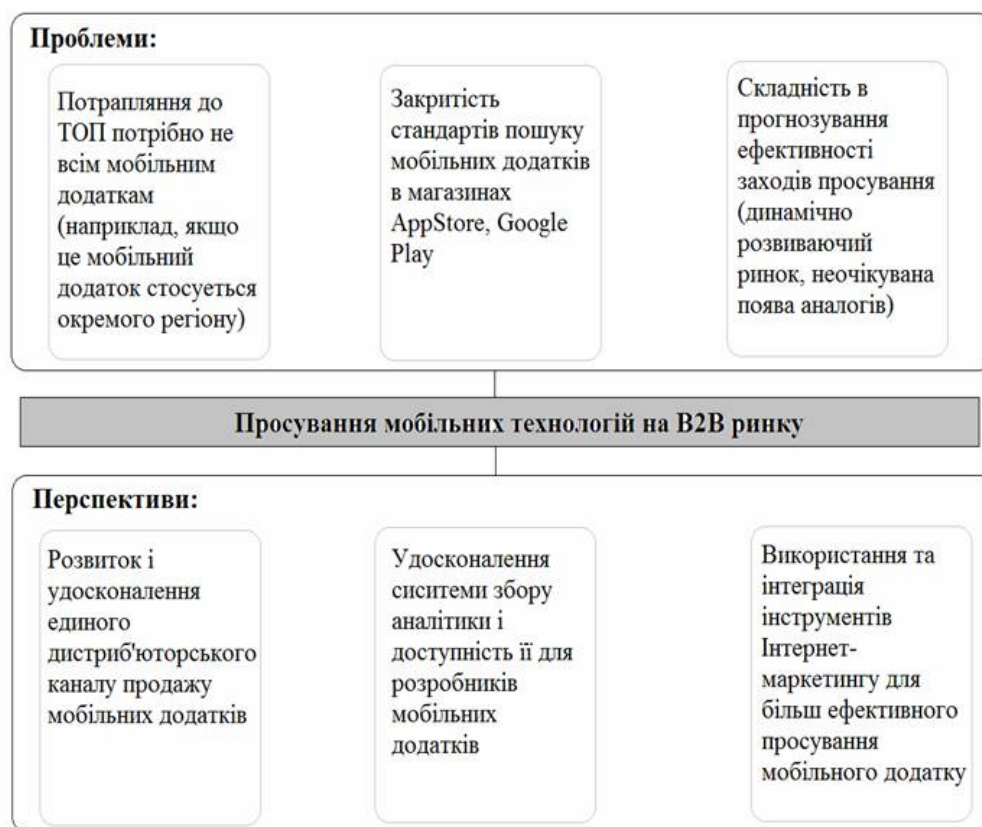 Проблеми:
Потрапляння до
ТОП потрібно не
всім мобільним
додаткам
(наприклад, якщо
це мобільний
додаток стосуеться
окремого регіону)
Закритість
стандартів пошуку
мобільних додатків
в магазинах
AppStore, Google
Play
Складність в
прогнозування
ефективності
заходів просування
(динамічно
розвиваючий
ринок, неочікувана
поява аналогів)
Просування мобільних технологій на B2B ринку
Перспективи:
Розвиток і
удосконалення
единого
дистриб'юторського
каналу продажу
мобільних додатків
Удосконалення
сиситеми збору
аналітики і
доступність її для
розробників
мобільних
додатків
Використання та
інтеграція
інструментів
Інтернет-
маркетингу для
більш ефективного
просування
мобільного додатку